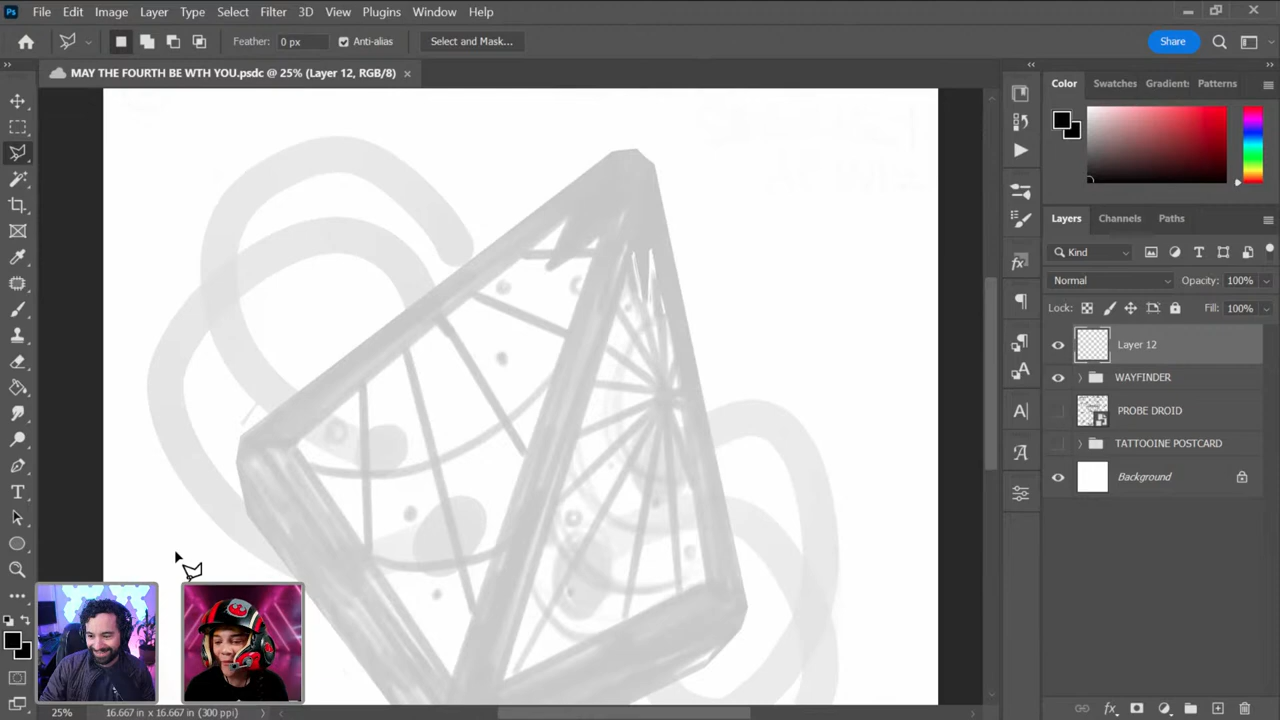 Ps File Edit Image Layer Type Select Filter 3D View Plugins Window Help
Feather: 0 px Anti-alias Select and Mask... Share
MAY THE FOURTH BE WTH YOU.psdc @ 25% (Layer 12, RGB/8)
Color Swatches Gradient: Patterns
Layers Channels Paths
Kind
Normal Opacity: 100%
Lock: Fill: 100%
Layer 12
WAYFINDER
PROBE DROID
TATTOOINE POSTCARD
Background
25% 16.667 in x 16.667 in (300 ppi)